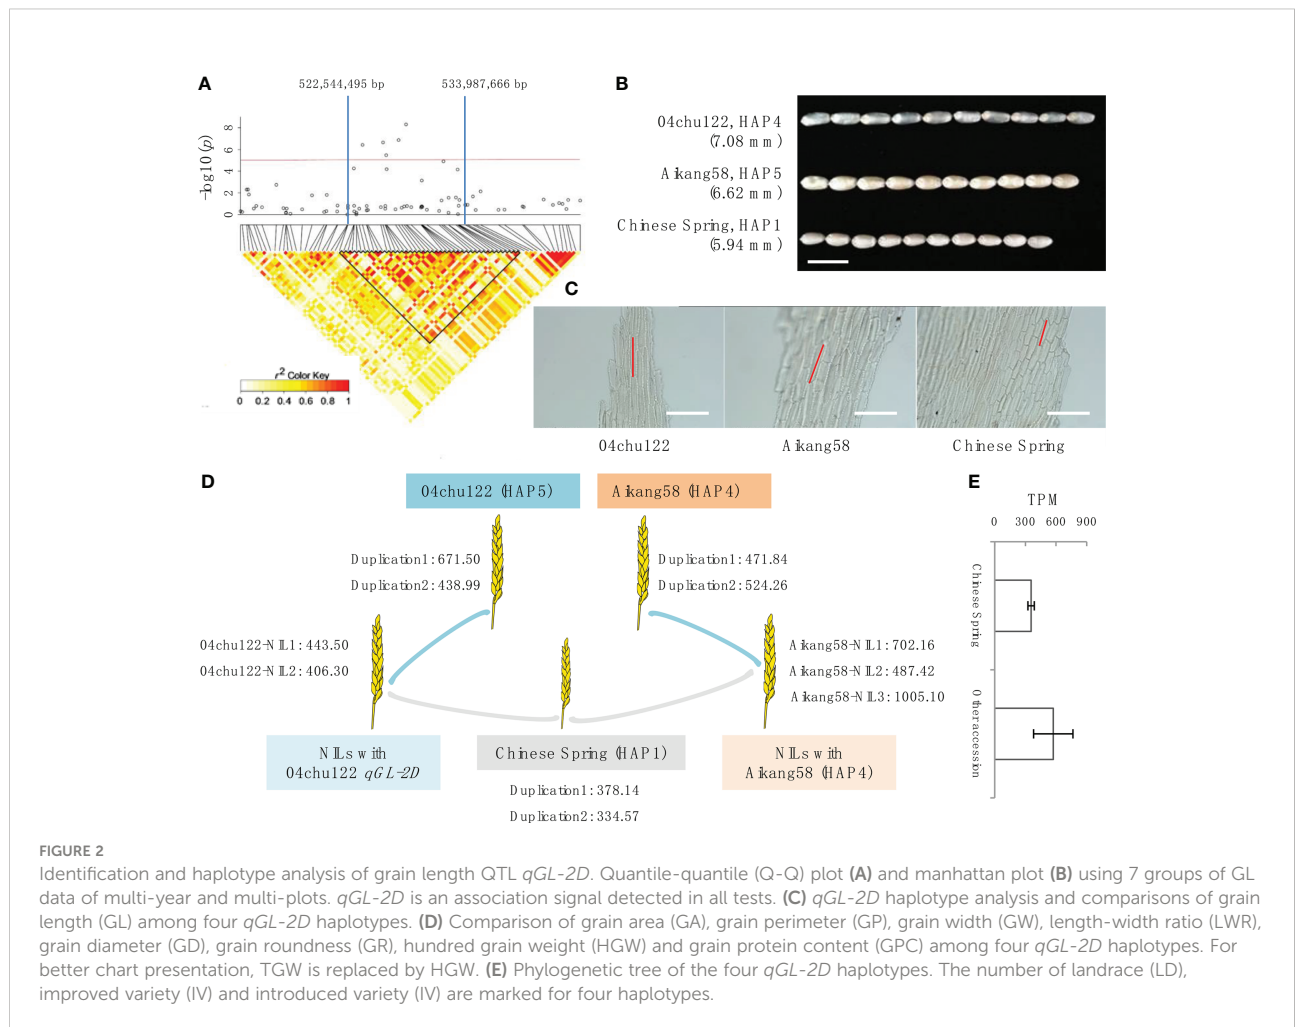 A
522,544,495 bp
533,987,666 bp
−log10 (p)
8
6
4
2
0
r² Color Key
0 0.2 0.4 0.6 0.8 1
B
04chu122, HAP4
(7.08 mm)
Aikang58, HAP5
(6.62 mm)
Chinese Spring, HAP1
(5.94 mm)
C
04chu122
Aikang58
Chinese Spring
D
04chu122 (HAP5)
Aikang58 (HAP4)
Duplication1: 671.50
Duplication2: 438.99
Duplication1: 471.84
Duplication2: 524.26
04chu122-NIL1: 443.50
04chu122-NIL2: 406.30
Aikang58-NIL1: 702.16
Aikang58-NIL2: 487.42
Aikang58-NIL3: 1005.10
NILs with
04chu122 qGL-2D
Chinese Spring (HAP1)
NILs with
Aikang58 (HAP4)
Duplication1: 378.14
Duplication2: 334.57
E
TPM
0 300 600 900
Chinese Spring
Other accession
FIGURE 2
Identification and haplotype analysis of grain length QTL qGL-2D. Quantile-quantile (Q-Q) plot (A) and manhattan plot (B) using 7 groups of GL
data of multi-year and multi-plots. qGL-2D is an association signal detected in all tests. (C) qGL-2D haplotype analysis and comparisons of grain
length (GL) among four qGL-2D haplotypes. (D) Comparison of grain area (GA), grain perimeter (GP), grain width (GW), length-width ratio (LWR),
grain diameter (GD), grain roundness (GR), hundred grain weight (HGW) and grain protein content (GPC) among four qGL-2D haplotypes. For
better chart presentation, TGW is replaced by HGW. (E) Phylogenetic tree of the four qGL-2D haplotypes. The number of landrace (LD),
improved variety (IV) and introduced variety (IV) are marked for four haplotypes.